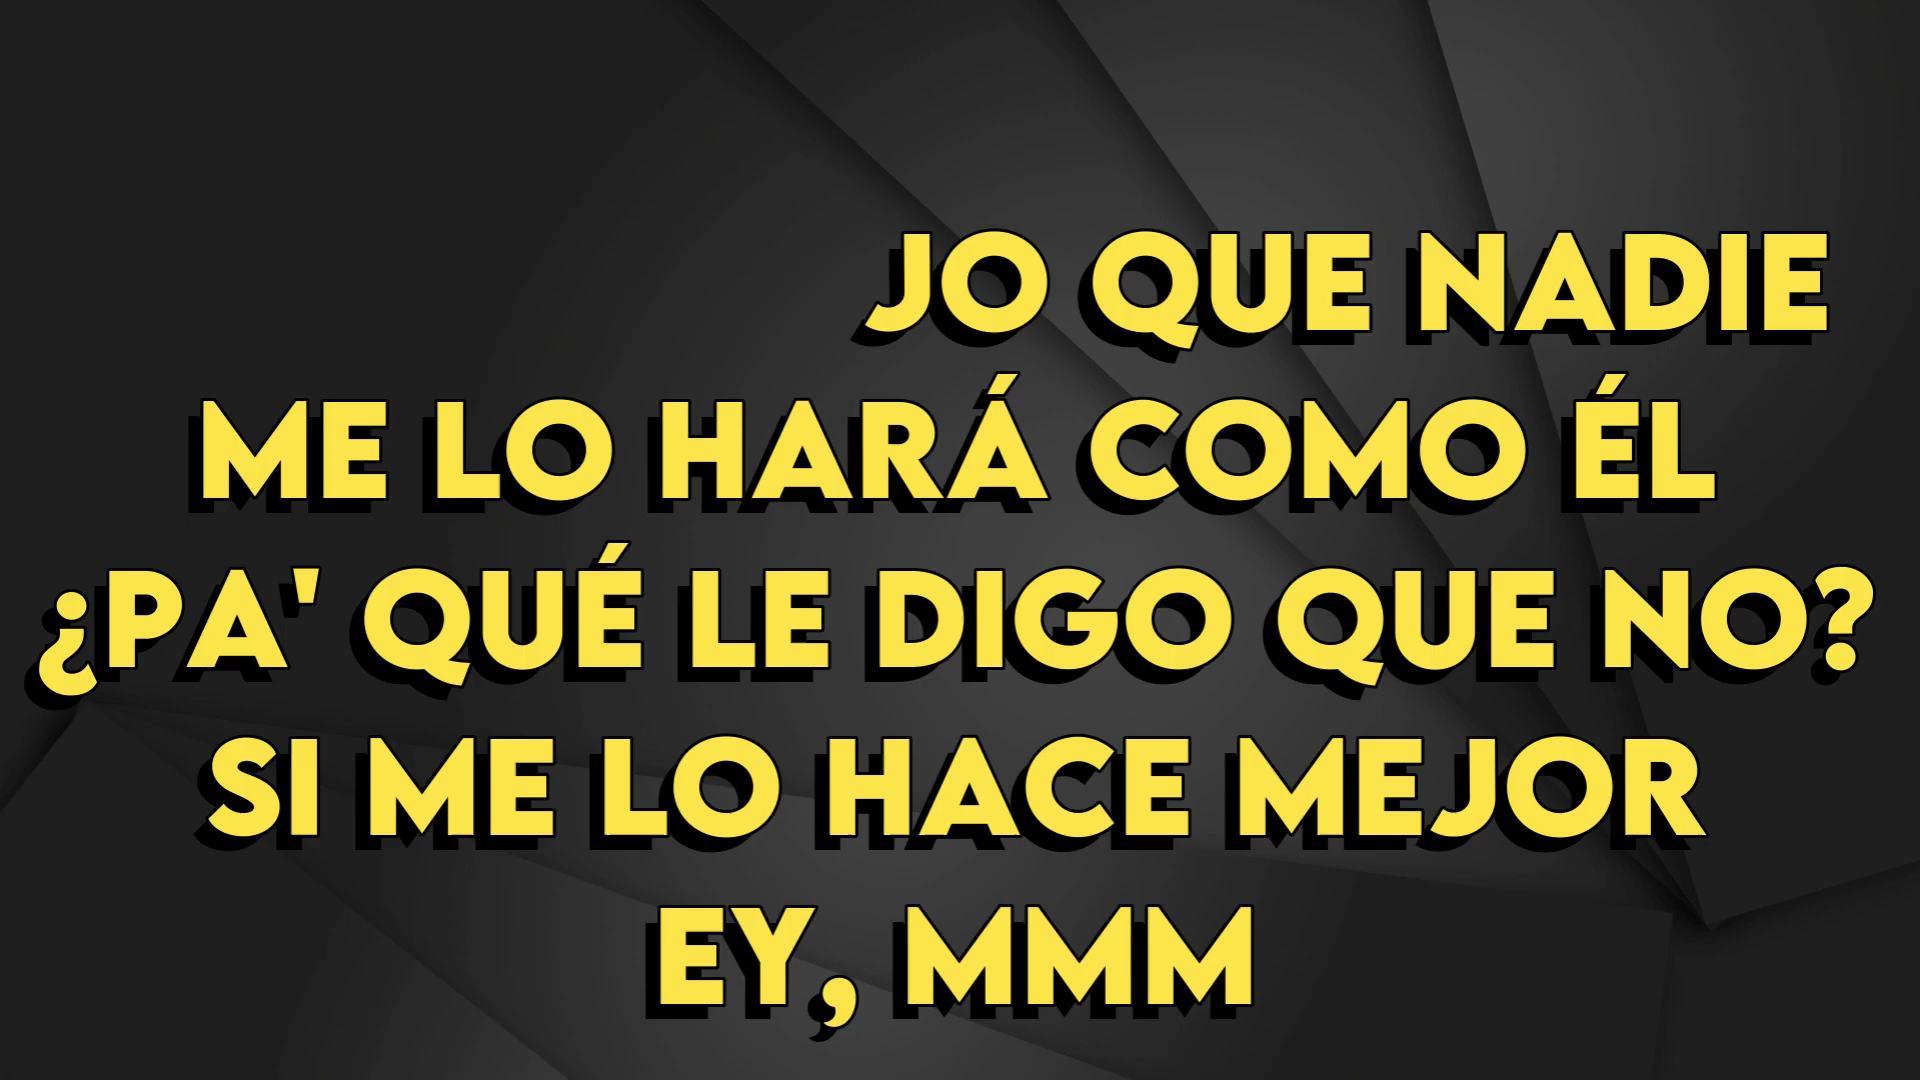 JO QUE NADIE
ME LO HARÁ COMO ÉL
¿PA' QUÉ LE DIGO QUE NO?
SI ME LO HACE MEJOR
EY, MMM